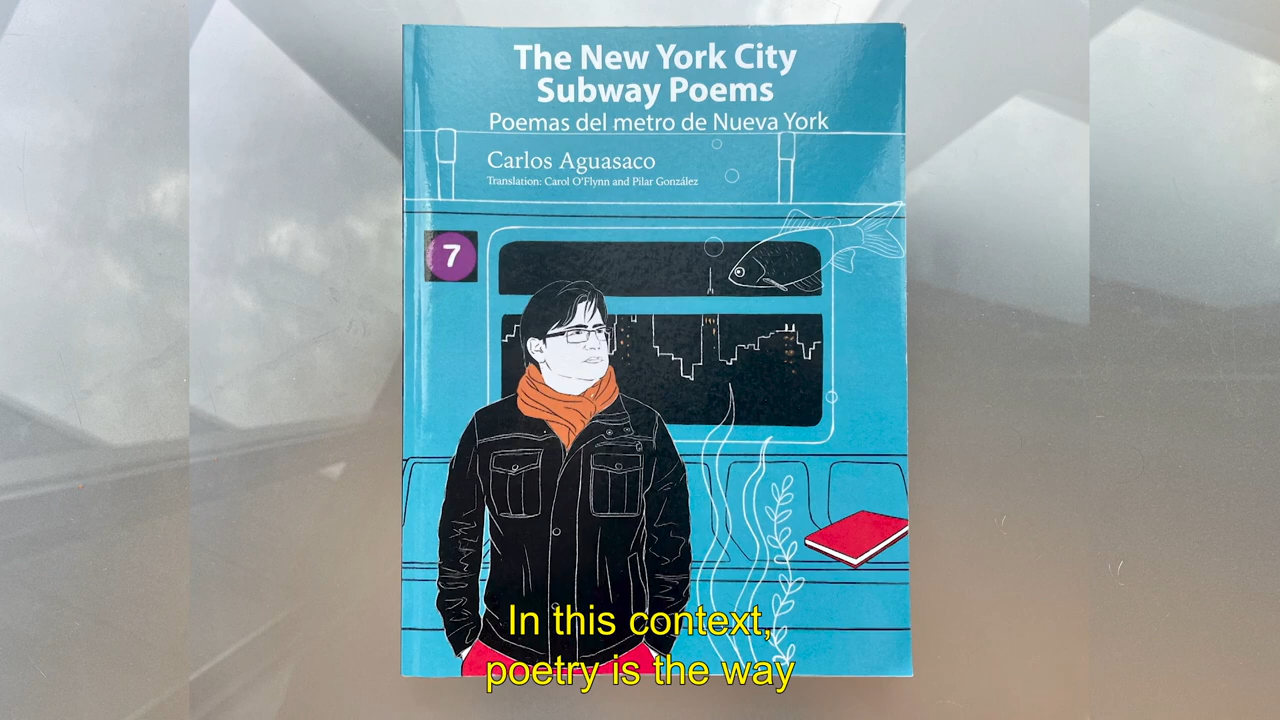 The New York City
Subway Poems
Poemas del metro de Nueva York
Carlos Aguasaco
Translation: Carol O'Flynn and Pilar González
7
In this context,
poetry is the way